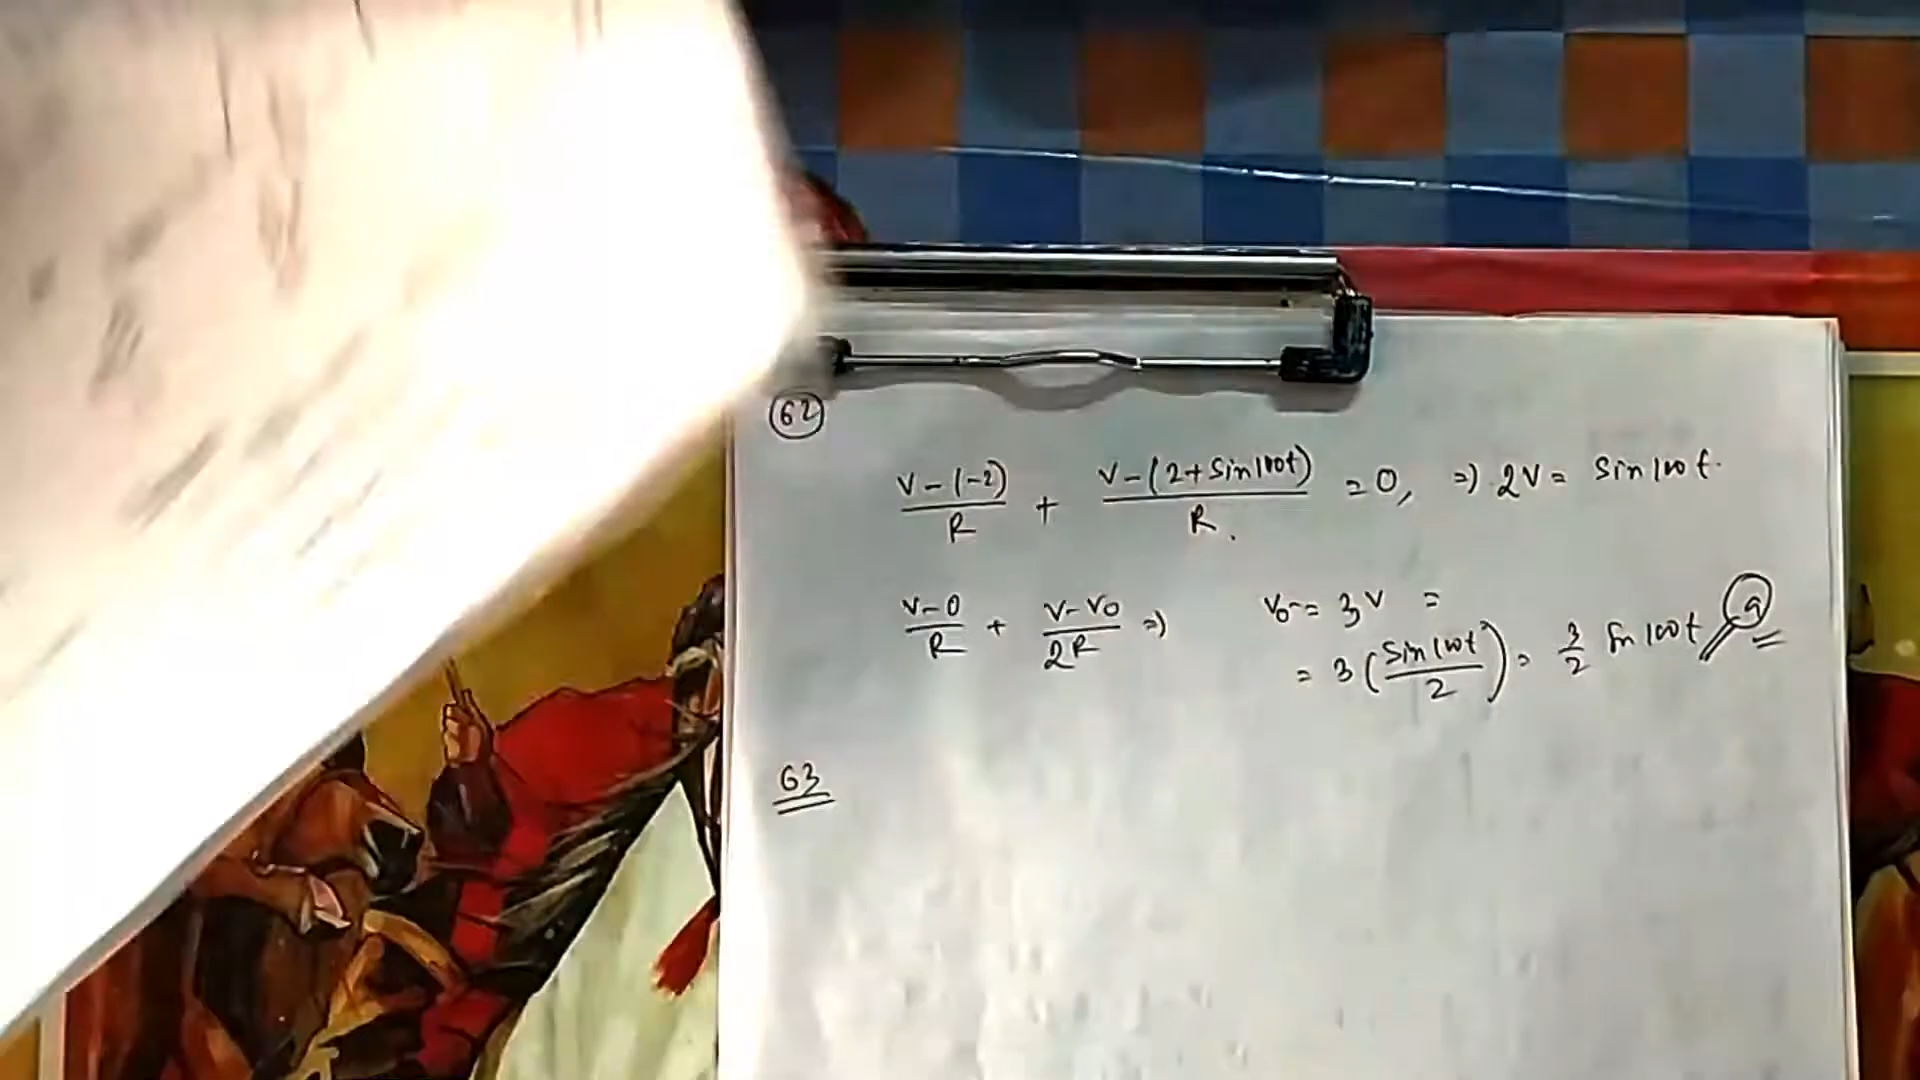 62
V-(-2)/R + V-(2+sin100t)/R. =0, => 2V = sin100t.
V-0/R + V-V0/2R => V0 = 3V =
= 3(sin100t/2) = 3/2 sin100t a
63